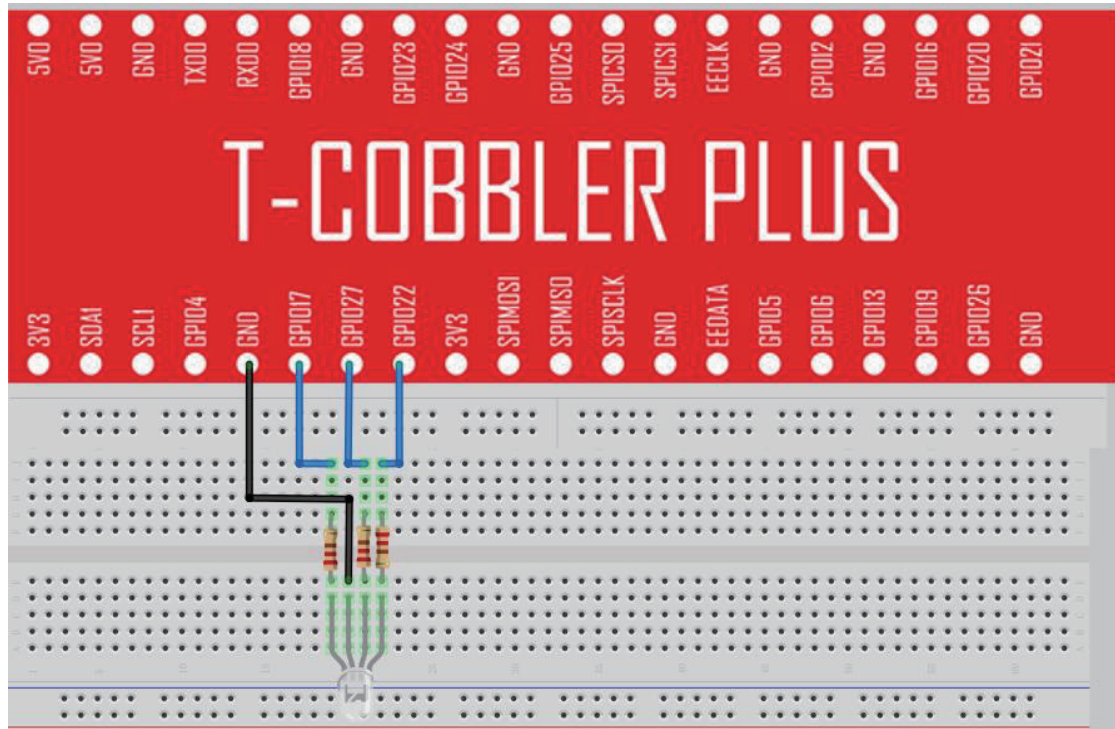 5V0 5V0 GND TXD0 RXD0 GPIO18 GND GPIO23 GPIO24 GND GPIO25 SPICS0 SPICS1 EECLK GND GPIO12 GND GPIO16 GPIO20 GPIO21
T-COBBLER PLUS
3V3 SDA1 SCL1 GPIO4 GND GPIO17 GPIO27 GPIO22 3V3 SPIMOSI SPIMISO SPISCLK GND EEDATA GPIO5 GPIO6 GPIO13 GPIO19 GPIO26 GND